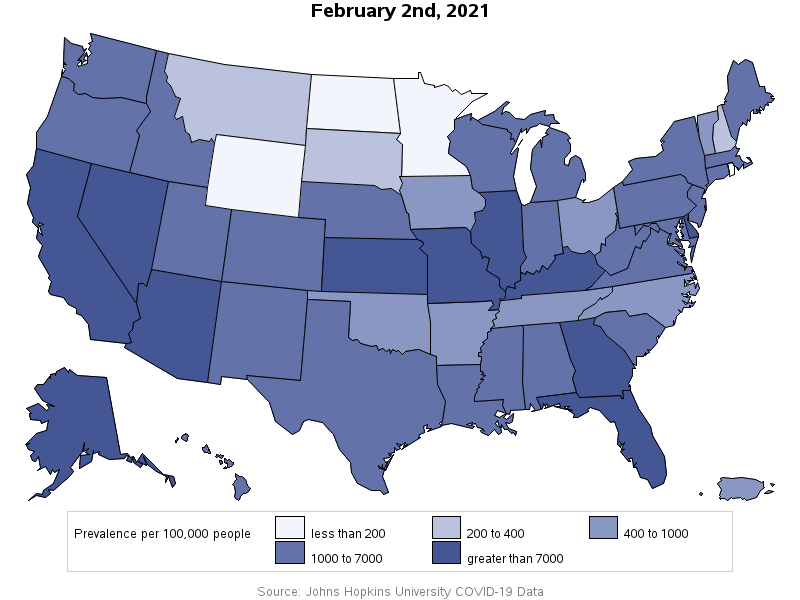 February 2nd, 2021
Prevalence per 100,000 people
less than 200
200 to 400
400 to 1000
1000 to 7000
greater than 7000
Source: Johns Hopkins University COVID-19 Data